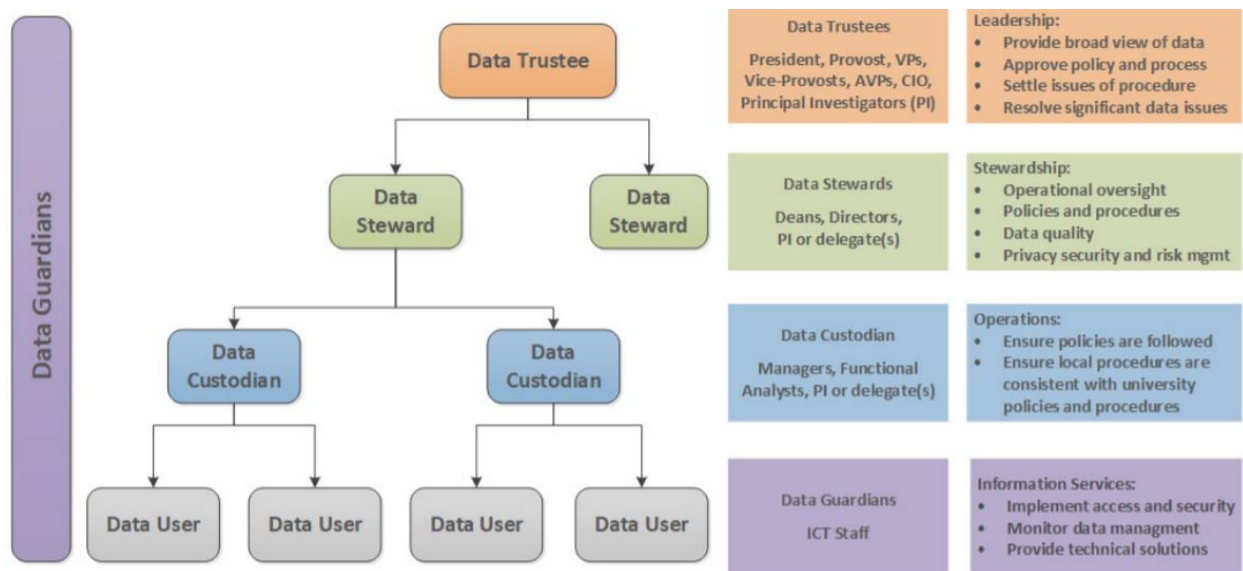 Data Guardians
Data Trustee
Data
Steward
Data
Steward
Data
Custodian
Data
Custodian
Data User
Data User
Data User
Data User
Data Trustees
President, Provost, VPs,
Vice-Provosts, AVPs, CIO,
Principal Investigators (PI)
Leadership:
• Provide broad view of data
• Approve policy and process
• Settle issues of procedure
• Resolve significant data issues
Data Stewards
Deans, Directors,
PI or delegate(s)
Stewardship:
• Operational oversight
• Policies and procedures
• Data quality
• Privacy security and risk mgmt
Data Custodian
Managers, Functional
Analysts, PI or delegate(s)
Operations:
• Ensure policies are followed
• Ensure local procedures are
consistent with university
policies and procedures
Data Guardians
ICT Staff
Information Services:
• Implement access and security
• Monitor data managment
• Provide technical solutions